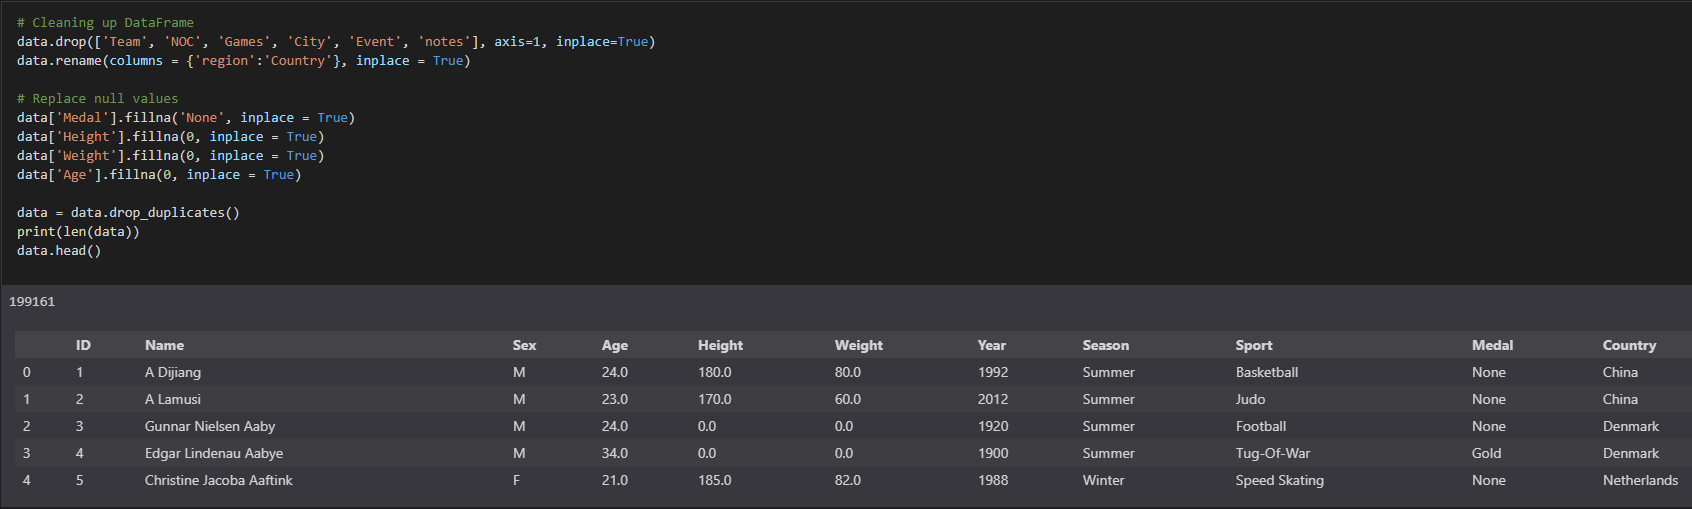 # Cleaning up DataFrame
data.drop(['Team', 'NOC', 'Games', 'City', 'Event', 'notes'], axis=1, inplace=True)
data.rename(columns = {'region':'Country'}, inplace = True)
# Replace null values
data['Medal'].fillna('None', inplace = True)
data['Height'].fillna(0, inplace = True)
data['Weight'].fillna(0, inplace = True)
data['Age'].fillna(0, inplace = True)
data = data.drop_duplicates()
print(len(data))
data.head()
199161
ID Name Sex Age Height Weight Year Season Sport Medal Country
0 1 A Dijiang M 24.0 180.0 80.0 1992 Summer Basketball None China
1 2 A Lamusi M 23.0 170.0 60.0 2012 Summer Judo None China
2 3 Gunnar Nielsen Aaby M 24.0 0.0 0.0 1920 Summer Football None Denmark
3 4 Edgar Lindenau Aabye M 34.0 0.0 0.0 1900 Summer Tug-Of-War Gold Denmark
4 5 Christine Jacoba Aaftink F 21.0 185.0 82.0 1988 Winter Speed Skating None Netherlands